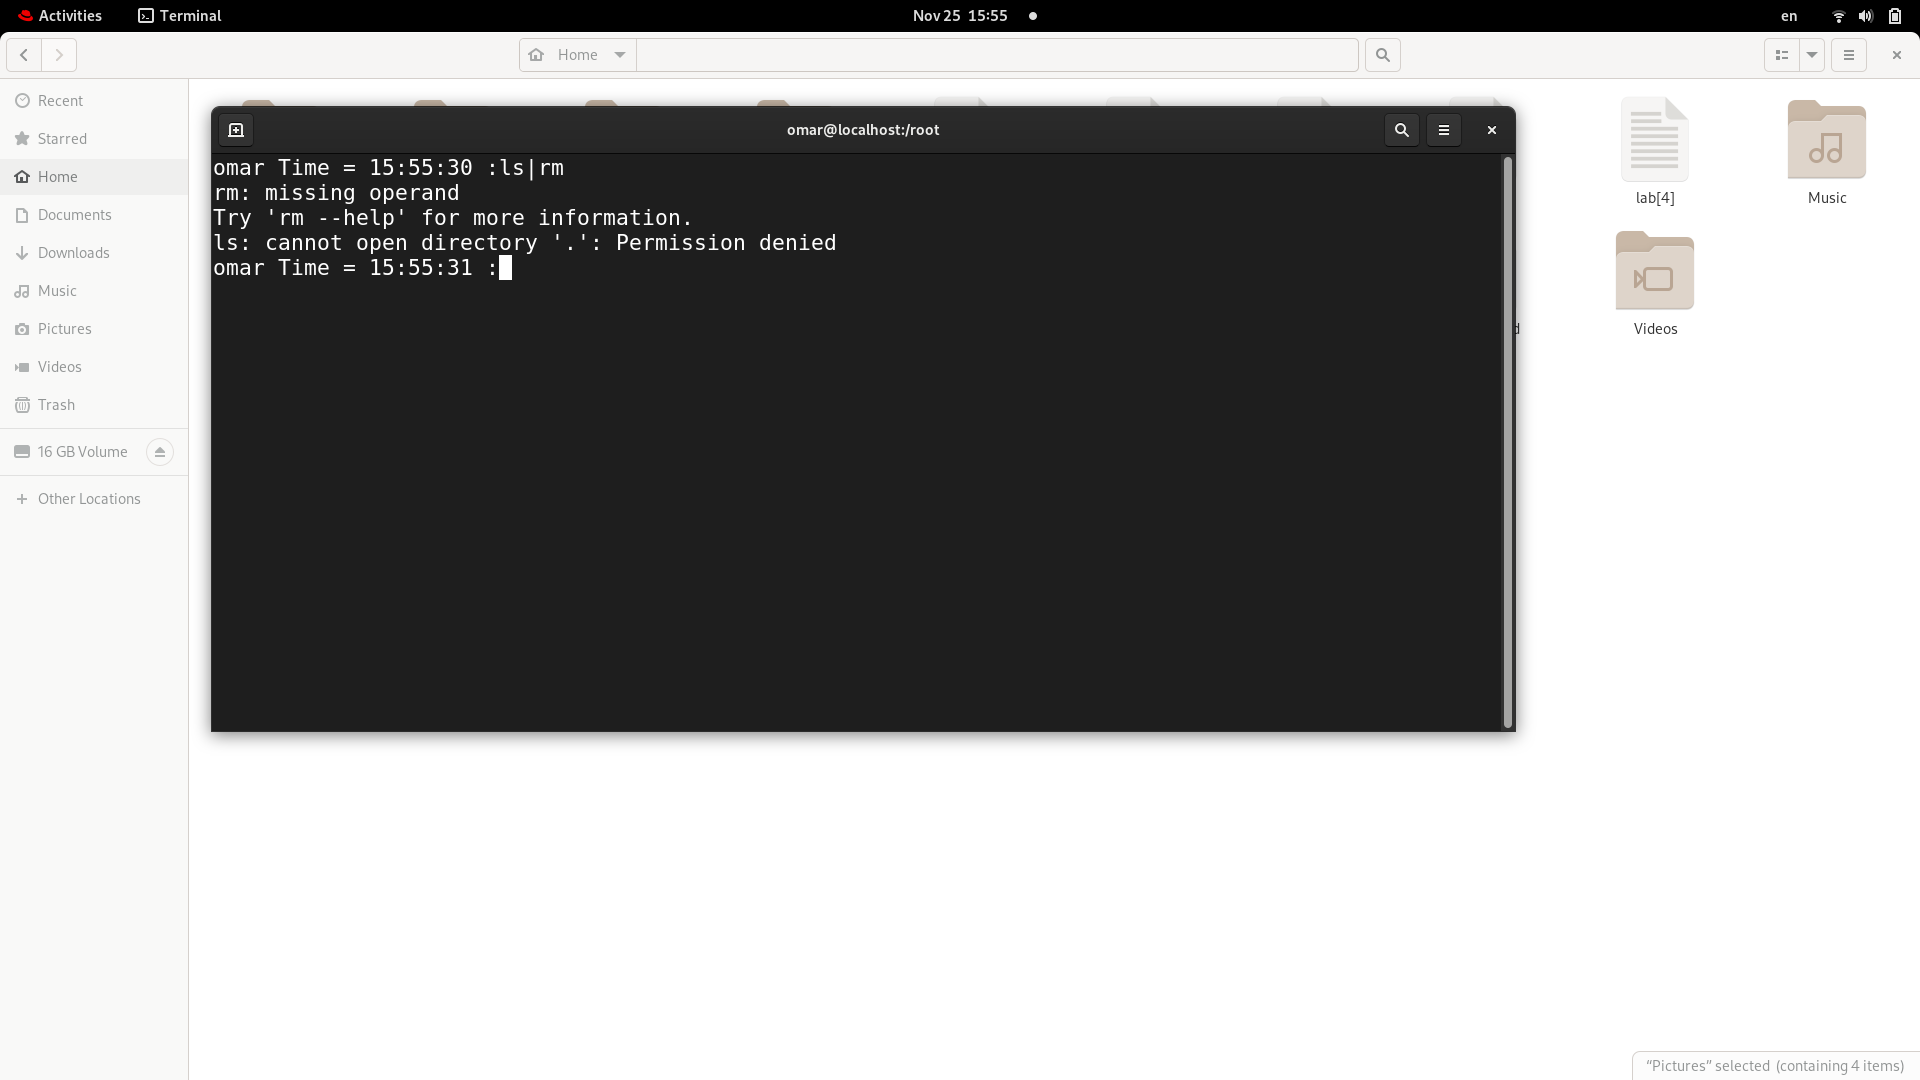 Activities
Terminal
Nov 25 15:55
en
Home
Recent
Starred
Home
Documents
Downloads
Music
Pictures
Videos
Trash
16 GB Volume
Other Locations
omar@localhost:/root
omar Time = 15:55:30 :ls|rm
rm: missing operand
Try 'rm --help' for more information.
ls: cannot open directory '.': Permission denied
omar Time = 15:55:31 :
lab[4]
Music
d
Videos
“Pictures” selected (containing 4 items)